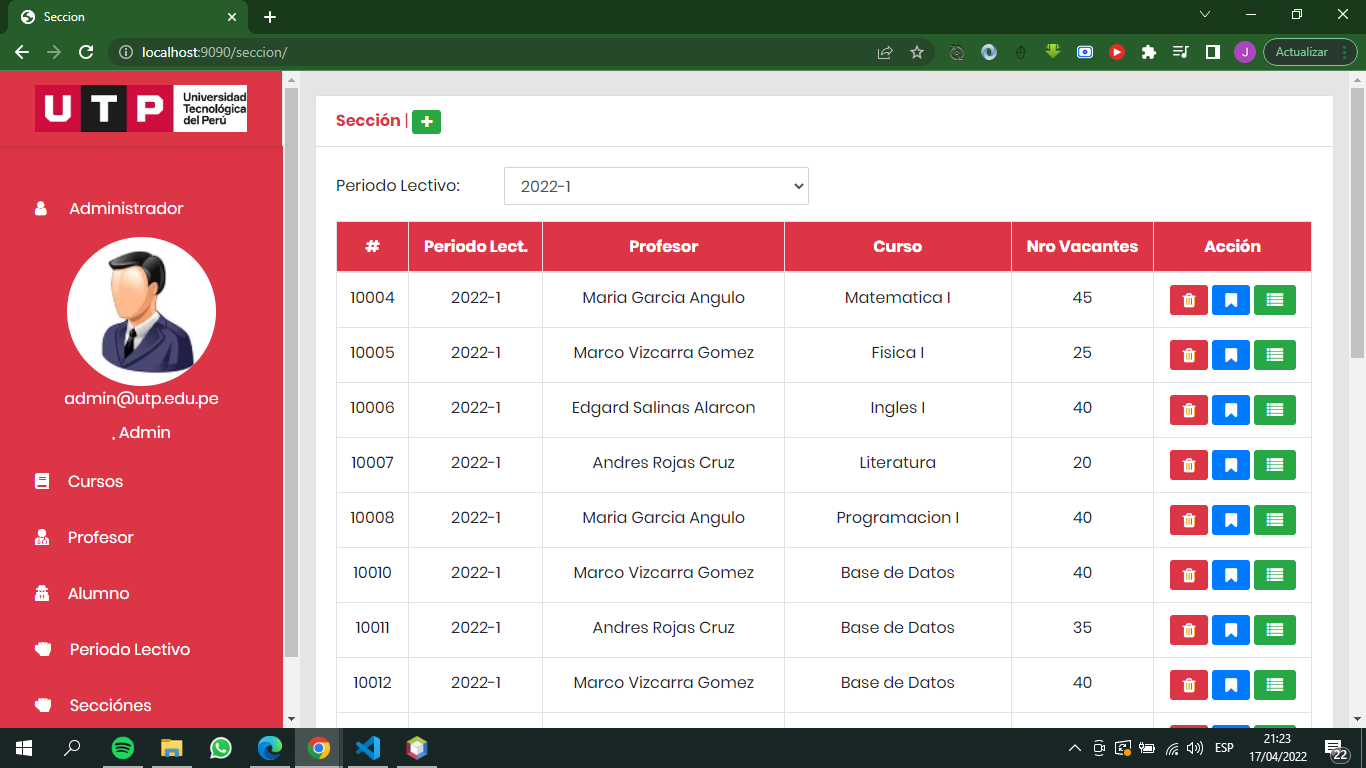 Seccion
localhost:9090/seccion/
J
Actualizar
UTP
Universidad
Tecnológica
del Perú
Administrador
admin@utp.edu.pe
, Admin
Cursos
Profesor
Alumno
Periodo Lectivo
Secciónes
Sección |
Periodo Lectivo: 2022-1
# Periodo Lect. Profesor Curso Nro Vacantes Acción
10004 2022-1 Maria Garcia Angulo Matematica I 45
10005 2022-1 Marco Vizcarra Gomez Fisica I 25
10006 2022-1 Edgard Salinas Alarcon Ingles I 40
10007 2022-1 Andres Rojas Cruz Literatura 20
10008 2022-1 Maria Garcia Angulo Programacion I 40
10010 2022-1 Marco Vizcarra Gomez Base de Datos 40
10011 2022-1 Andres Rojas Cruz Base de Datos 35
10012 2022-1 Marco Vizcarra Gomez Base de Datos 40
ESP
21:23
17/04/2022
22